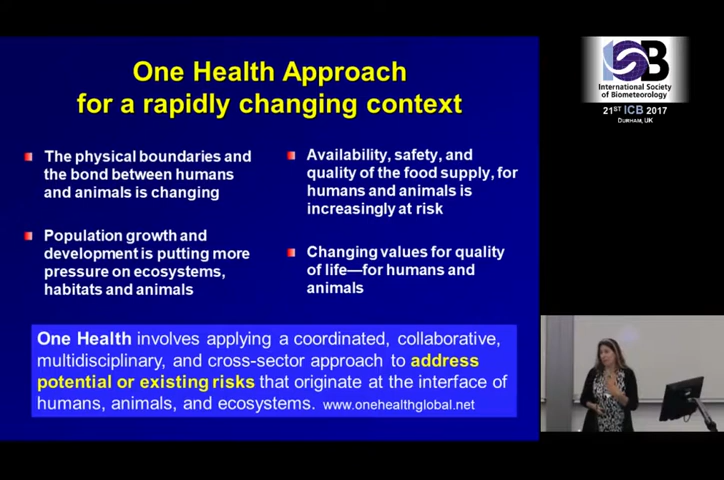 One Health Approach
for a rapidly changing context
The physical boundaries and
the bond between humans
and animals is changing
Population growth and
development is putting more
pressure on ecosystems,
habitats and animals
Availability, safety, and
quality of the food supply, for
humans and animals is
increasingly at risk
Changing values for quality
of life—for humans and
animals
One Health involves applying a coordinated, collaborative,
multidisciplinary, and cross-sector approach to address
potential or existing risks that originate at the interface of
humans, animals, and ecosystems. www.onehealthglobal.net
ISB
International Society
of Biometeorology
21ST ICB 2017
DURHAM, UK